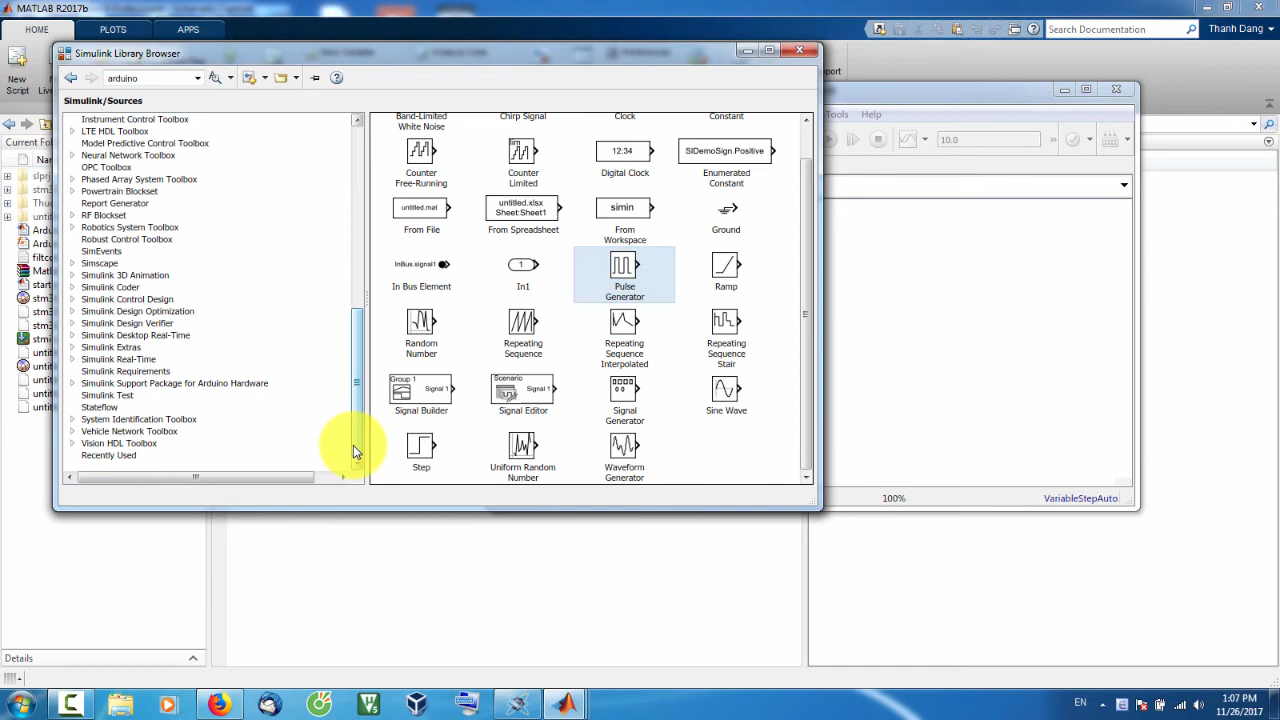 MATLAB R2017b
HOME
PLOTS
APPS
Search Documentation
Thanh Dang
New
Script
Simulink Library Browser
arduino
Simulink/Sources
Instrument Control Toolbox
LTE HDL Toolbox
Model Predictive Control Toolbox
Neural Network Toolbox
OPC Toolbox
Phased Array System Toolbox
Powertrain Blockset
Report Generator
RF Blockset
Robotics System Toolbox
Robust Control Toolbox
SimEvents
Simscape
Simulink 3D Animation
Simulink Coder
Simulink Control Design
Simulink Design Optimization
Simulink Design Verifier
Simulink Desktop Real-Time
Simulink Extras
Simulink Real-Time
Simulink Requirements
Simulink Support Package for Arduino Hardware
Simulink Test
Stateflow
System Identification Toolbox
Vehicle Network Toolbox
Vision HDL Toolbox
Recently Used
Band-Limited
White Noise
Chirp Signal
Clock
Constant
Counter
Free-Running
lim
Counter
Limited
12:34
Digital Clock
SlDemoSign.Positive
Enumerated
Constant
untitled.mat
From File
untitled.xlsx
Sheet:Sheet1
From Spreadsheet
simin
From
Workspace
Ground
InBus.signal1
In Bus Element
1
In1
Pulse
Generator
Ramp
Random
Number
Repeating
Sequence
Repeating
Sequence
Interpolated
Repeating
Sequence
Stair
Group 1
Signal 1
Signal Builder
Scenario
Signal 1
Signal Editor
Signal
Generator
Sine Wave
Step
Uniform Random
Number
Waveform
Generator
Tools
Help
10.0
100%
VariableStepAuto
Current Fol
Details
EN
1:07 PM
11/26/2017